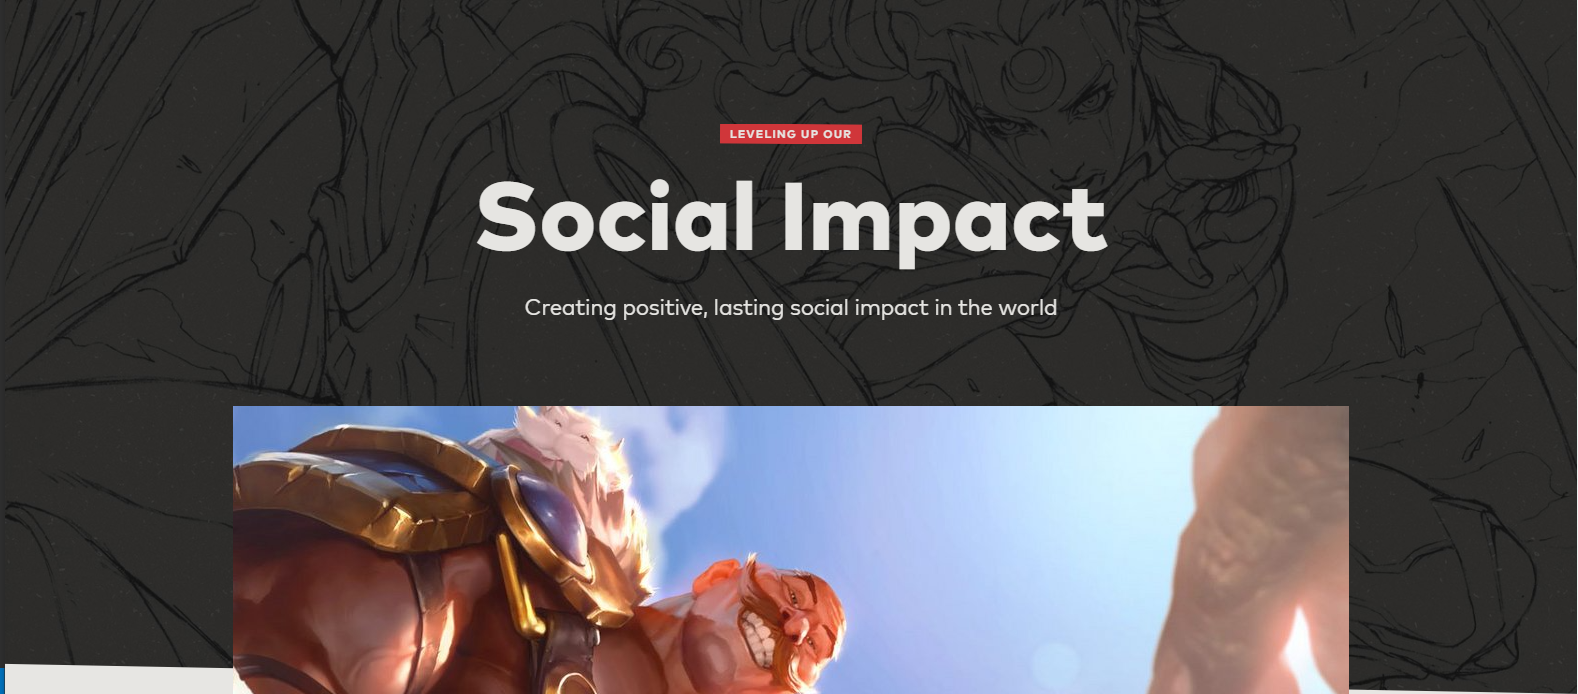 LEVELING UP OUR
Social Impact
Creating positive, lasting social impact in the world